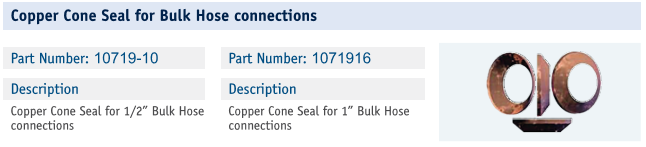 Copper Cone Seal for Bulk Hose connections
Part Number: 10719-10
Description
Copper Cone Seal for 1/2″ Bulk Hose
connections
Part Number: 1071916
Description
Copper Cone Seal for 1″ Bulk Hose
connections